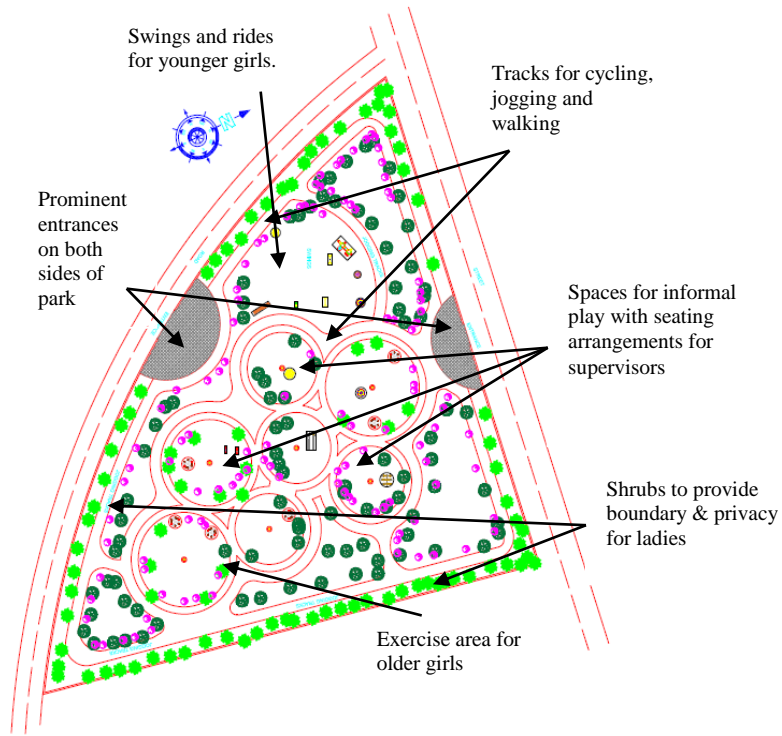 Swings and rides
for younger girls.
Tracks for cycling,
jogging and
walking
N
Prominent
entrances
on both
sides of
park
STREET
Spaces for informal
play with seating
arrangements for
supervisors
Shrubs to provide
boundary & privacy
for ladies
Exercise area for
older girls